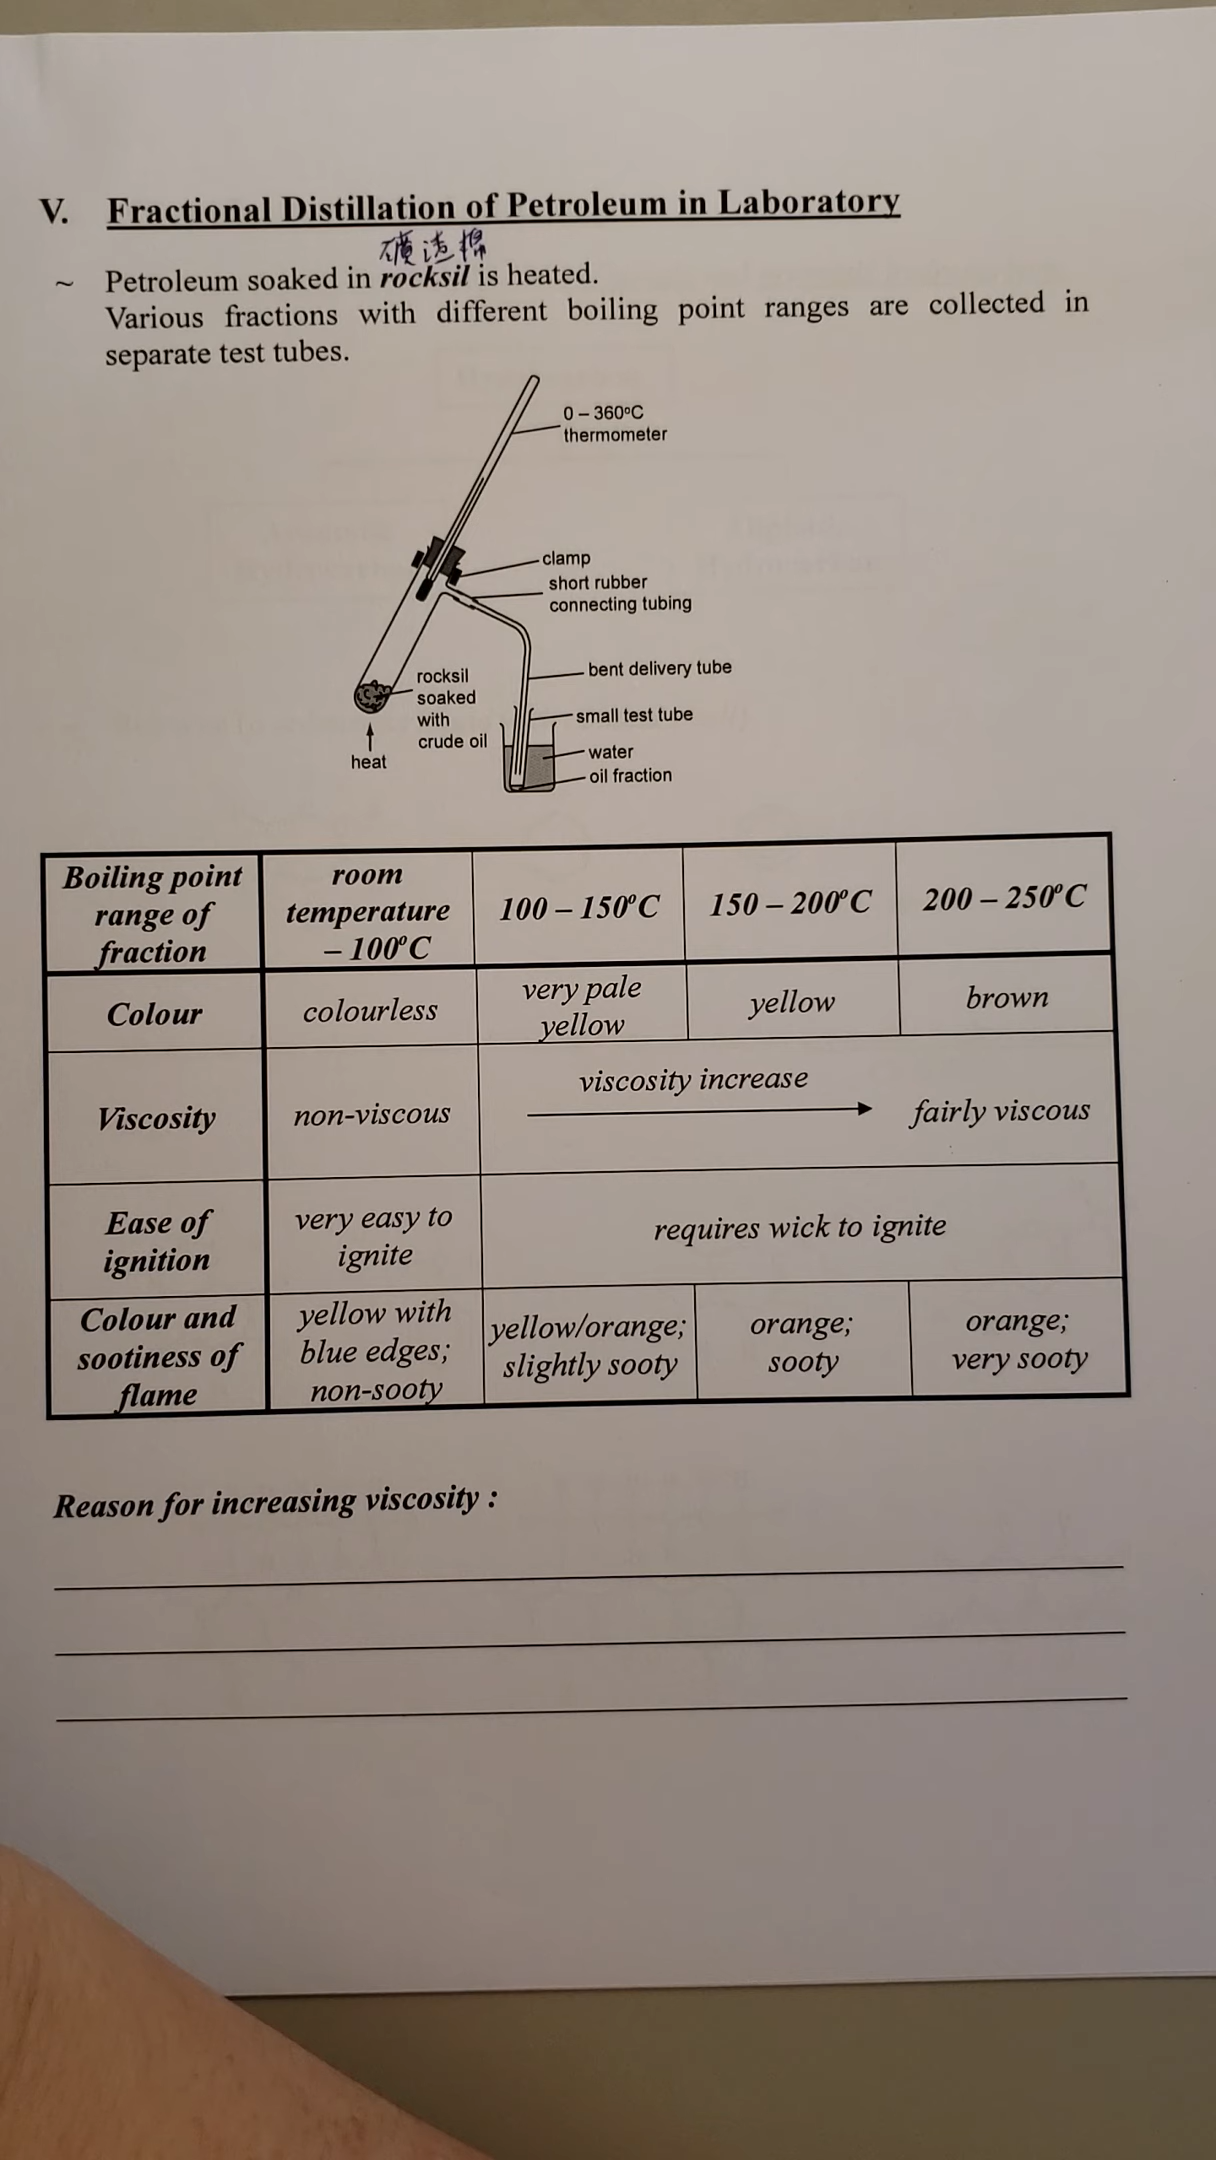 V. Fractional Distillation of Petroleum in Laboratory
礦渣棉
~ Petroleum soaked in rocksil is heated.
Various fractions with different boiling point ranges are collected in
separate test tubes.
0 – 360°C
thermometer
clamp
short rubber
connecting tubing
bent delivery tube
rocksil
soaked
with
crude oil
small test tube
water
oil fraction
heat
Boiling point
range of
fraction
room
temperature
– 100°C
100 – 150°C
150 – 200°C
200 – 250°C
Colour
colourless
very pale
yellow
yellow
brown
Viscosity
non-viscous
viscosity increase
fairly viscous
Ease of
ignition
very easy to
ignite
requires wick to ignite
Colour and
sootiness of
flame
yellow with
blue edges;
non-sooty
yellow/orange;
slightly sooty
orange;
sooty
orange;
very sooty
Reason for increasing viscosity :